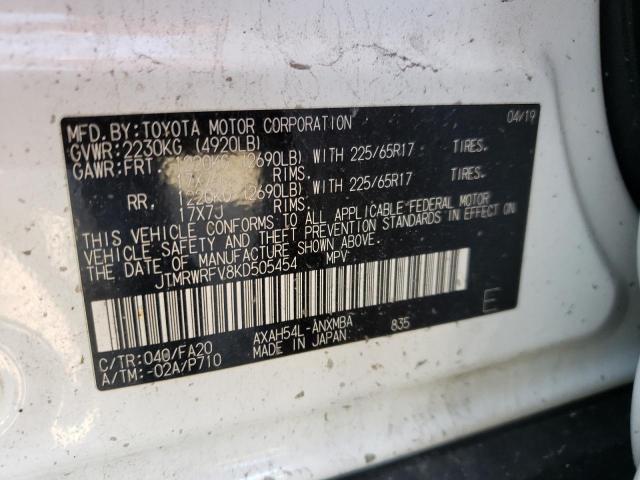 MFD. BY: TOYOTA MOTOR CORPORATION 04/19
GVWR: 2230KG (4920LB)
GAWR: FRT. 1220KG (2690LB) WITH 225/65R17 TIRES.
RIMS.
RR. 1220KG (2690LB) WITH 225/65R17 TIRES.
17X7J RIMS.
THIS VEHICLE CONFORMS TO ALL APPLICABLE FEDERAL MOTOR
VEHICLE SAFETY AND THEFT PREVENTION STANDARDS IN EFFECT ON
THE DATE OF MANUFACTURE SHOWN ABOVE.
JTMRWRFV8KD505454 MPV
E
C/TR: 040/FA20 AXAH54L-ANXMBA 835
A/TM: -02A/P710 MADE IN JAPAN